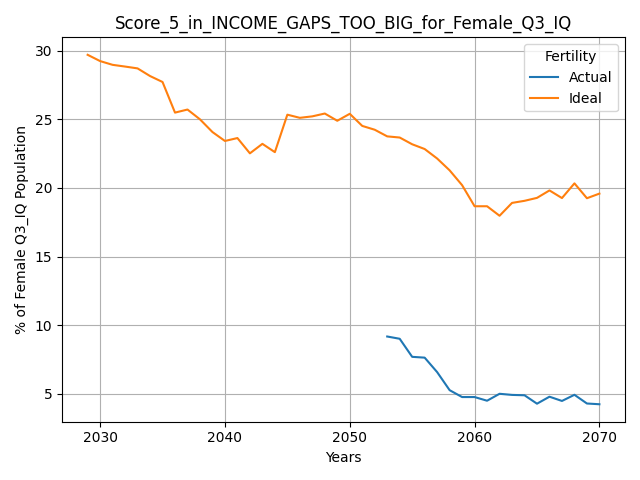 Score_5_in_INCOME_GAPS_TOO_BIG_for_Female_Q3_IQ
% of Female Q3_IQ Population
30
25
20
15
10
5
Fertility
Actual
Ideal
2030 2040 2050 2060 2070
Years